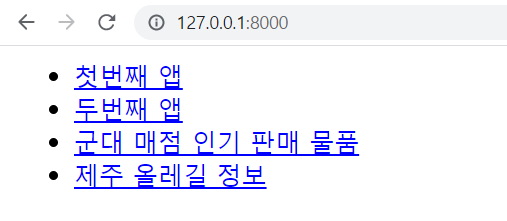 127.0.0.1:8000
첫번째 앱
두번째 앱
군대 매점 인기 판매 물품
제주 올레길 정보